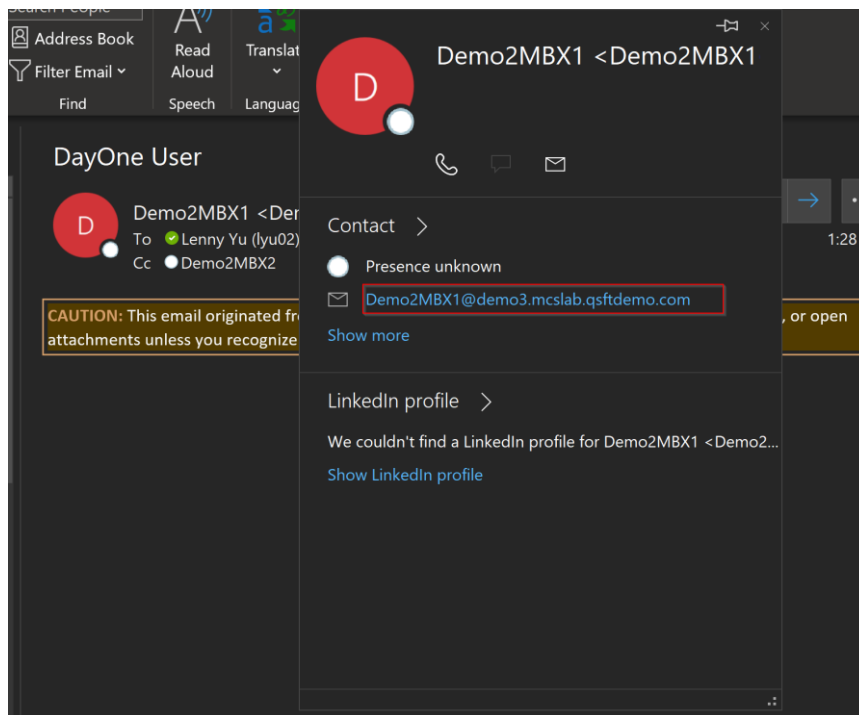 Address Book
Filter Email
Find
Read
Aloud
Speech
Translat
Languag
Demo2MBX1 <Demo2MBX1
D
Contact
Presence unknown
Demo2MBX1@demo3.mcslab.qsftdemo.com
Show more
LinkedIn profile
We couldn't find a LinkedIn profile for Demo2MBX1 <Demo2...
Show LinkedIn profile
DayOne User
D
Demo2MBX1 <Der
To Lenny Yu (lyu02)
Cc Demo2MBX2
1:28
CAUTION: This email originated fr
, or open
attachments unless you recognize